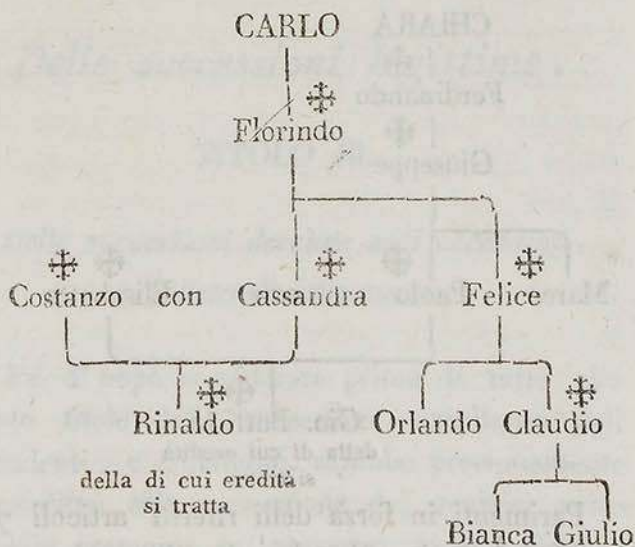 CARLO
Florindo
Costanzo con Cassandra Felice
Rinaldo Orlando Claudio
della di cui eredità
si tratta
Bianca Giulio